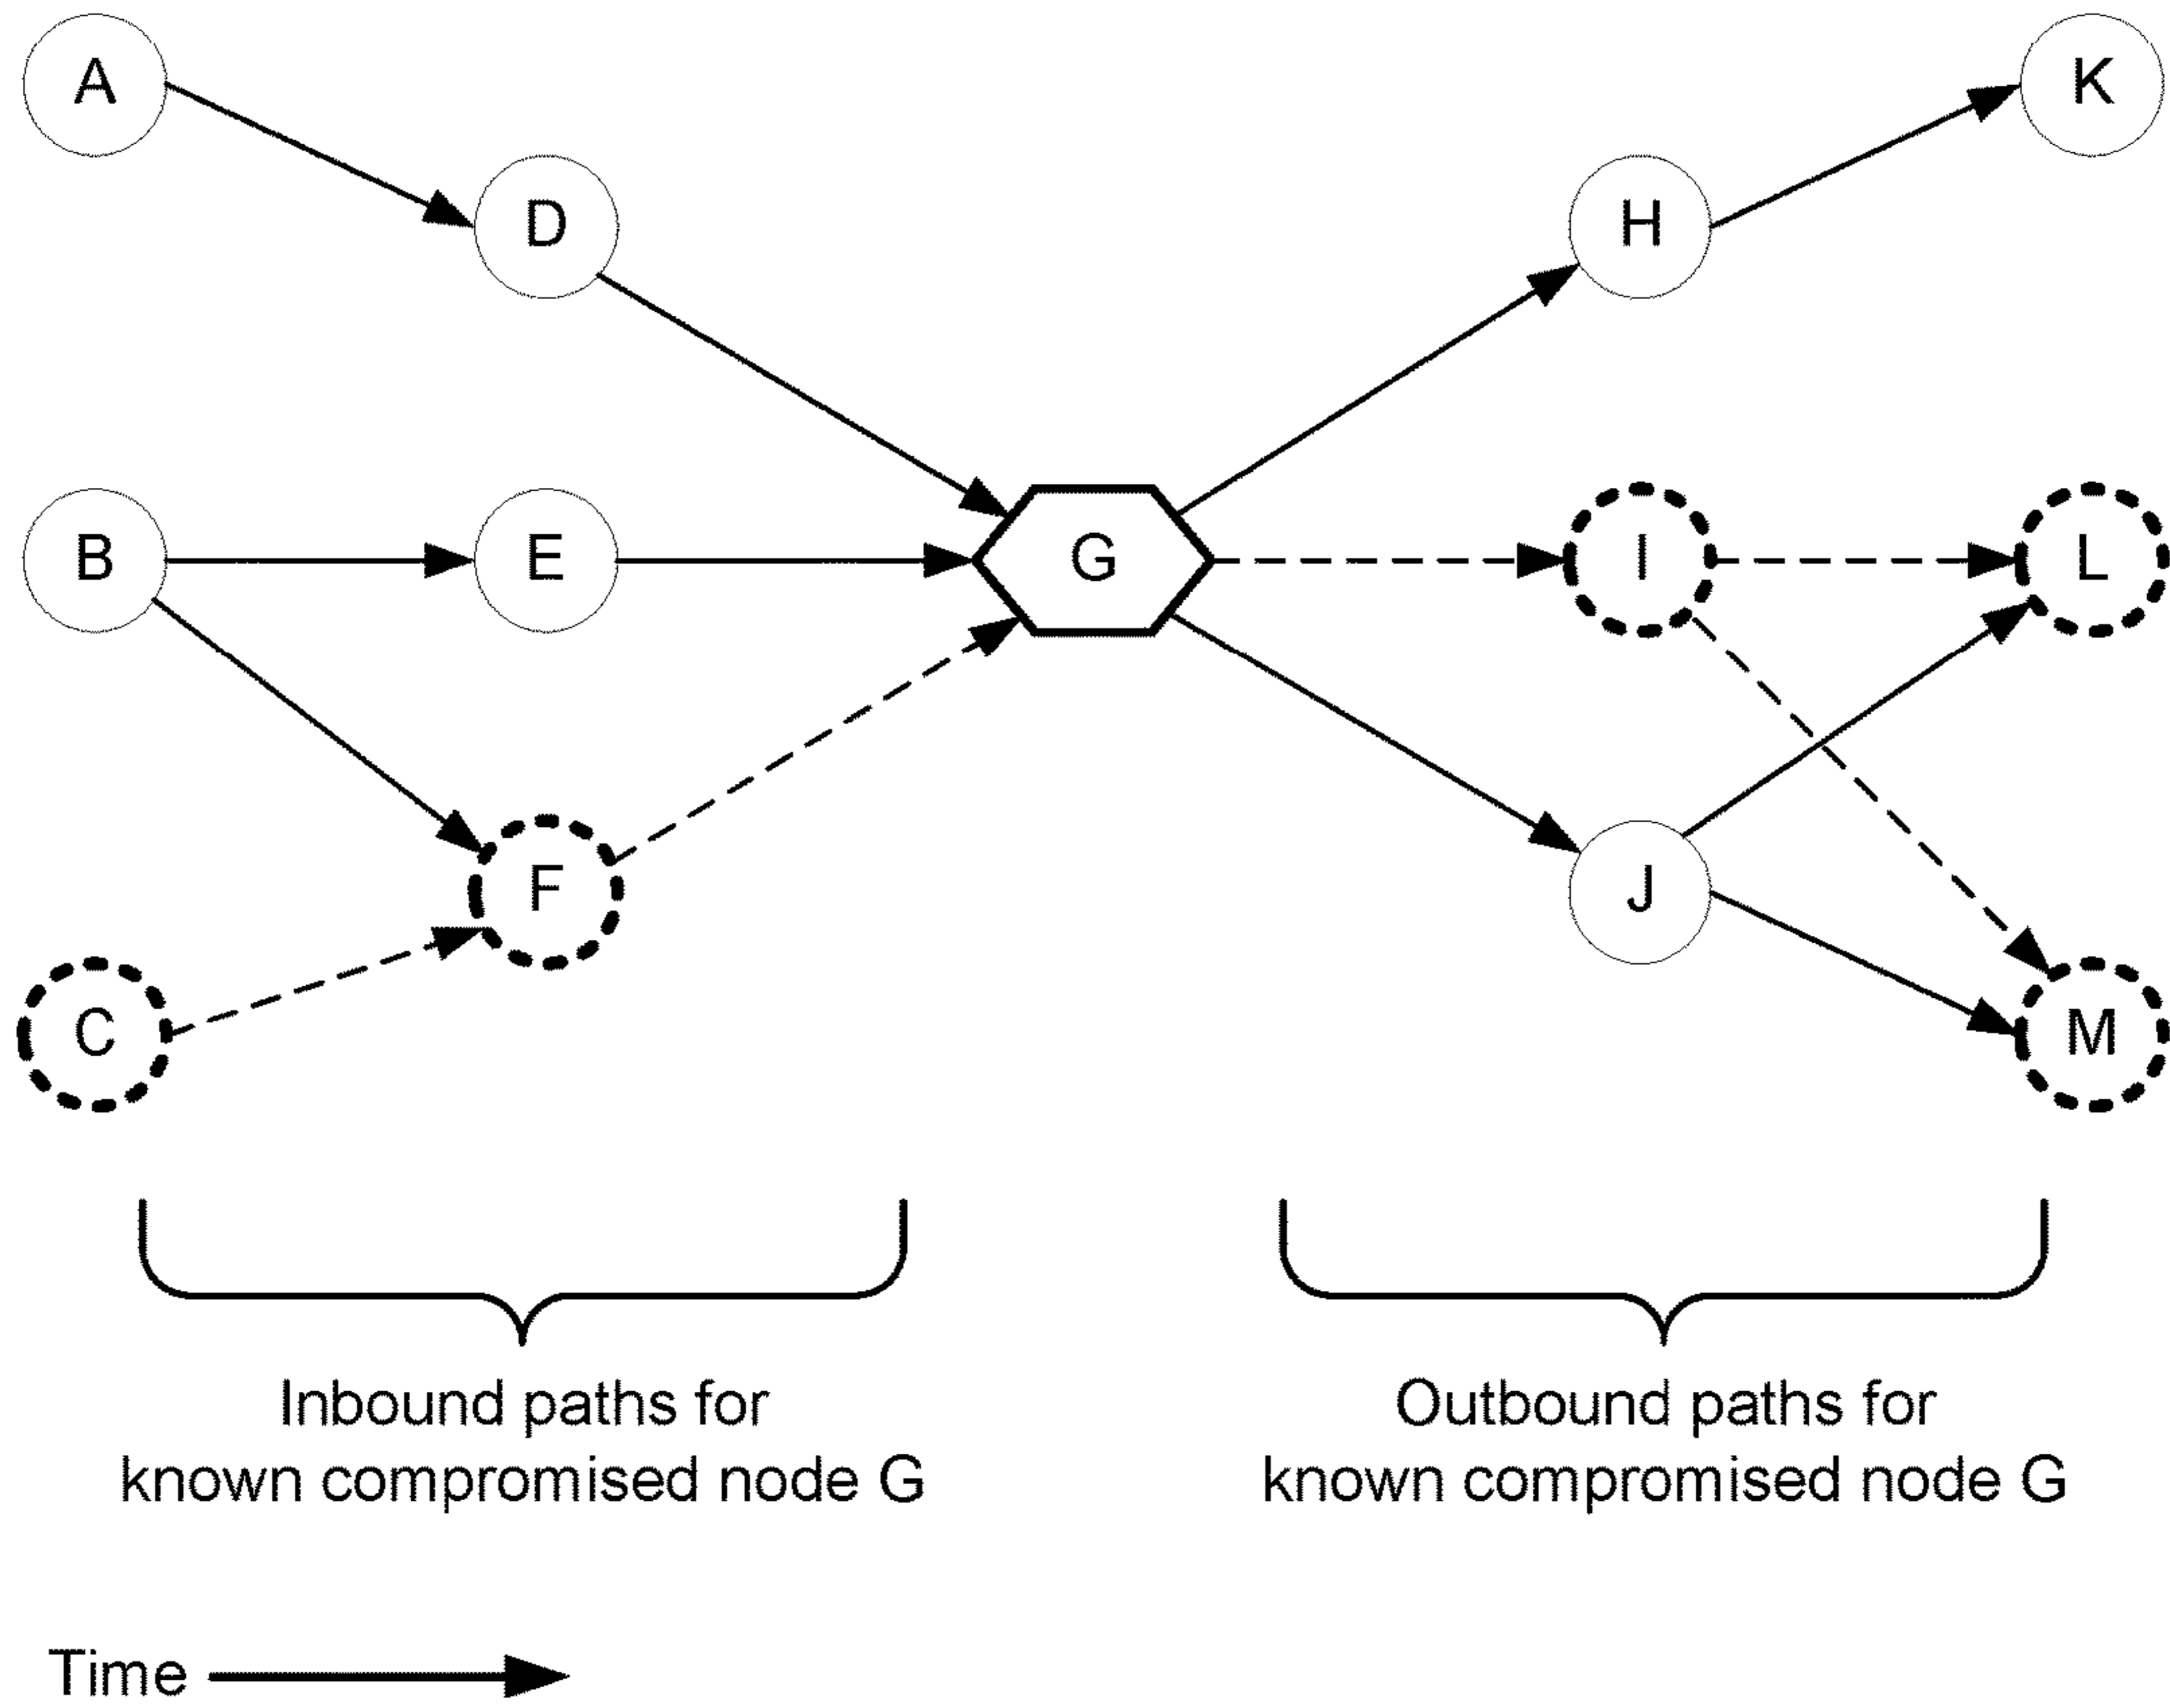 A
K
D
H
B
E
G
I
L
F
J
C
M
Inbound paths for
known compromised node G
Outbound paths for
known compromised node G
Time